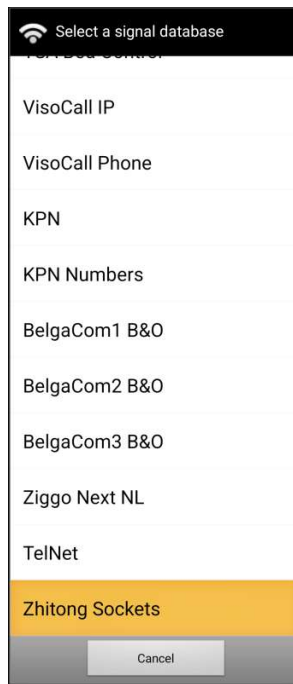 Select a signal database
VisoCall IP
VisoCall Phone
KPN
KPN Numbers
BelgaCom1 B&O
BelgaCom2 B&O
BelgaCom3 B&O
Ziggo Next NL
TelNet
Zhitong Sockets
Cancel